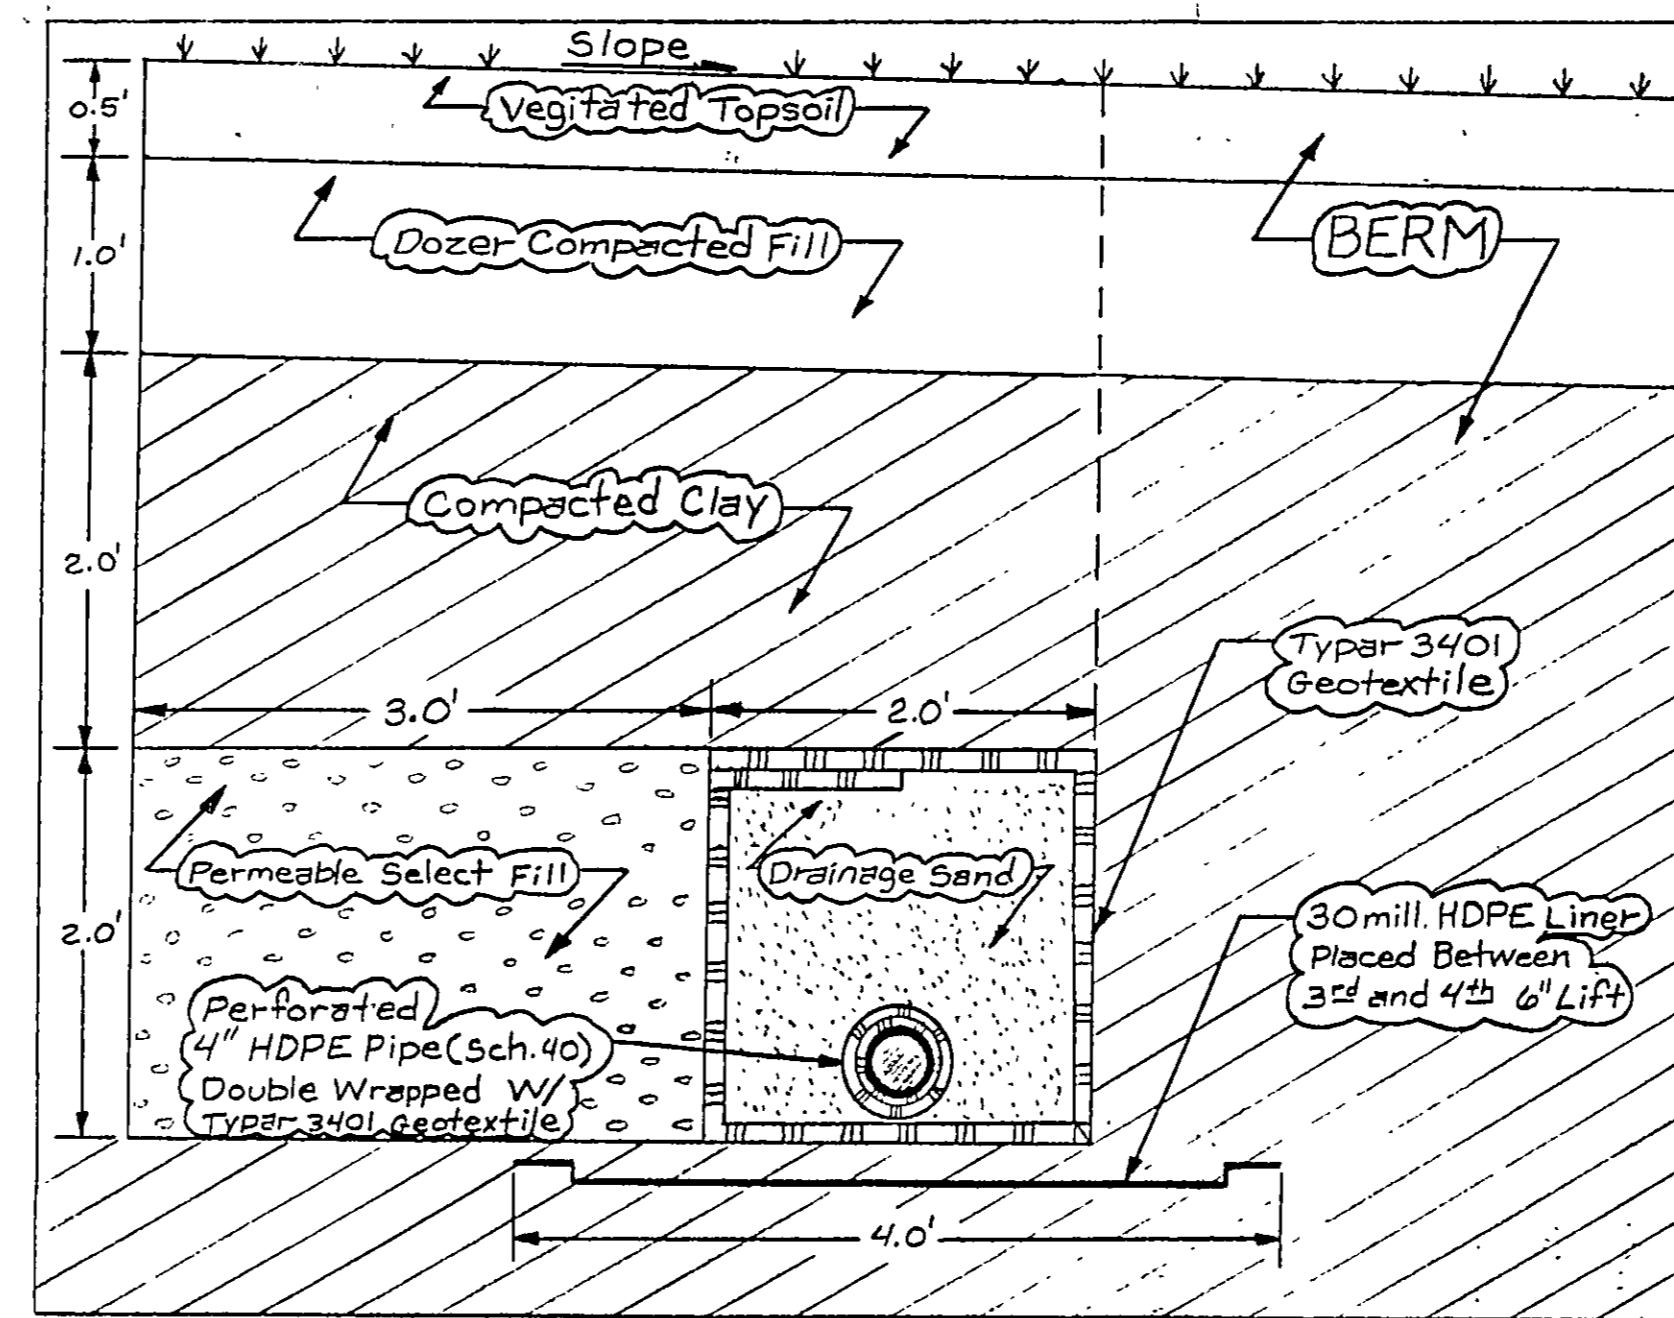 Slope
0.5'
Vegitated Topsoil
1.0'
Dozer Compacted Fill
BERM
Compacted Clay
2.0'
Typar 3401
Geotextile
3.0'
2.0'
Permeable Select Fill
Drainage Sand
2.0'
30mill. HDPE Liner
Placed Between
3rd and 4th 6" Lift
Perforated
4" HDPE Pipe (Sch. 40)
Double Wrapped W/
Typar 3401 Geotextile
4.0'